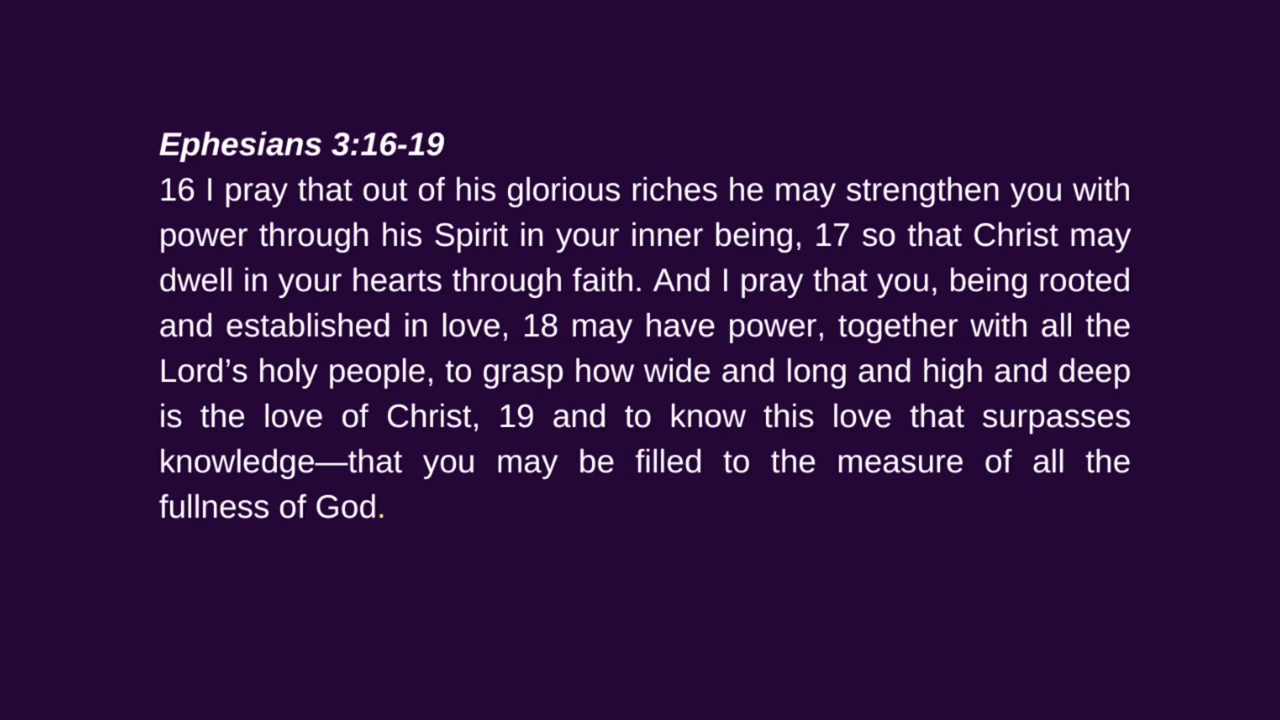 Ephesians 3:16-19
16 I pray that out of his glorious riches he may strengthen you with
power through his Spirit in your inner being, 17 so that Christ may
dwell in your hearts through faith. And I pray that you, being rooted
and established in love, 18 may have power, together with all the
Lord’s holy people, to grasp how wide and long and high and deep
is the love of Christ, 19 and to know this love that surpasses
knowledge—that you may be filled to the measure of all the
fullness of God.